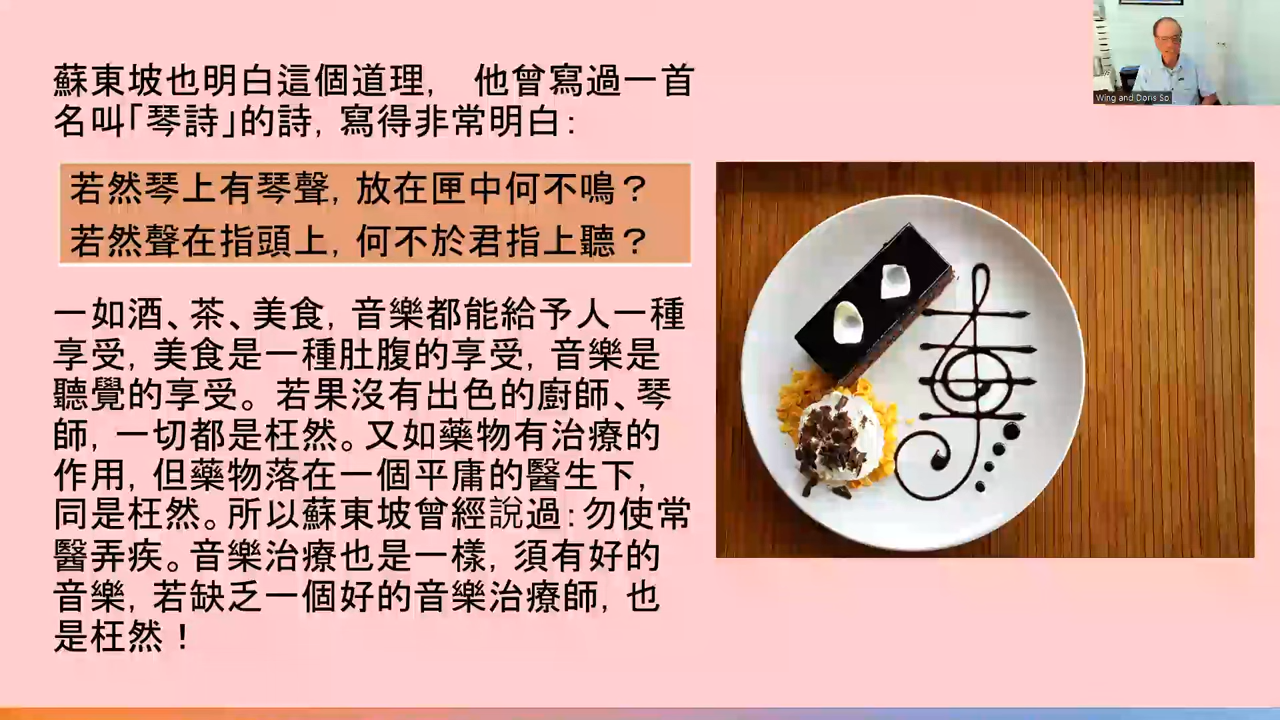 蘇東坡也明白這個道理, 他曾寫過一首
名叫「琴詩」的詩, 寫得非常明白:
若然琴上有琴聲, 放在匣中何不鳴?
若然聲在指頭上, 何不於君指上聽?
一如酒、茶、美食, 音樂都能給予人一種
享受, 美食是一種肚腹的享受, 音樂是
聽覺的享受。若果沒有出色的廚師、琴
師, 一切都是枉然。又如藥物有治療的
作用, 但藥物落在一個平庸的醫生下,
同是枉然。所以蘇東坡曾經説過:勿使常
醫弄疾。音樂治療也是一樣, 須有好的
音樂, 若缺乏一個好的音樂治療師, 也
是枉然!
Wing and Doris So